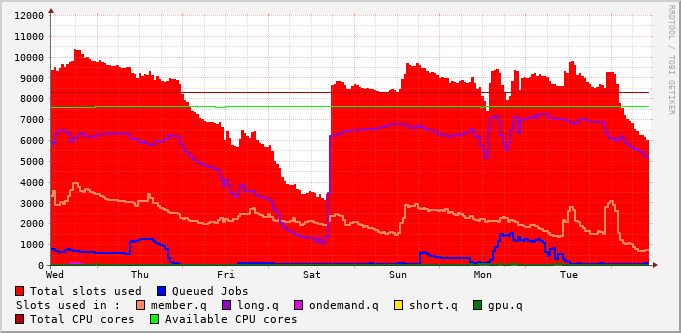 RRDTOOL / TOBI OETIKER
12000
11000
10000
9000
8000
7000
6000
5000
4000
3000
2000
1000
0
Wed Thu Fri Sat Sun Mon Tue
Total slots used Queued Jobs
Slots used in : member.q long.q ondemand.q short.q gpu.q
Total CPU cores Available CPU cores